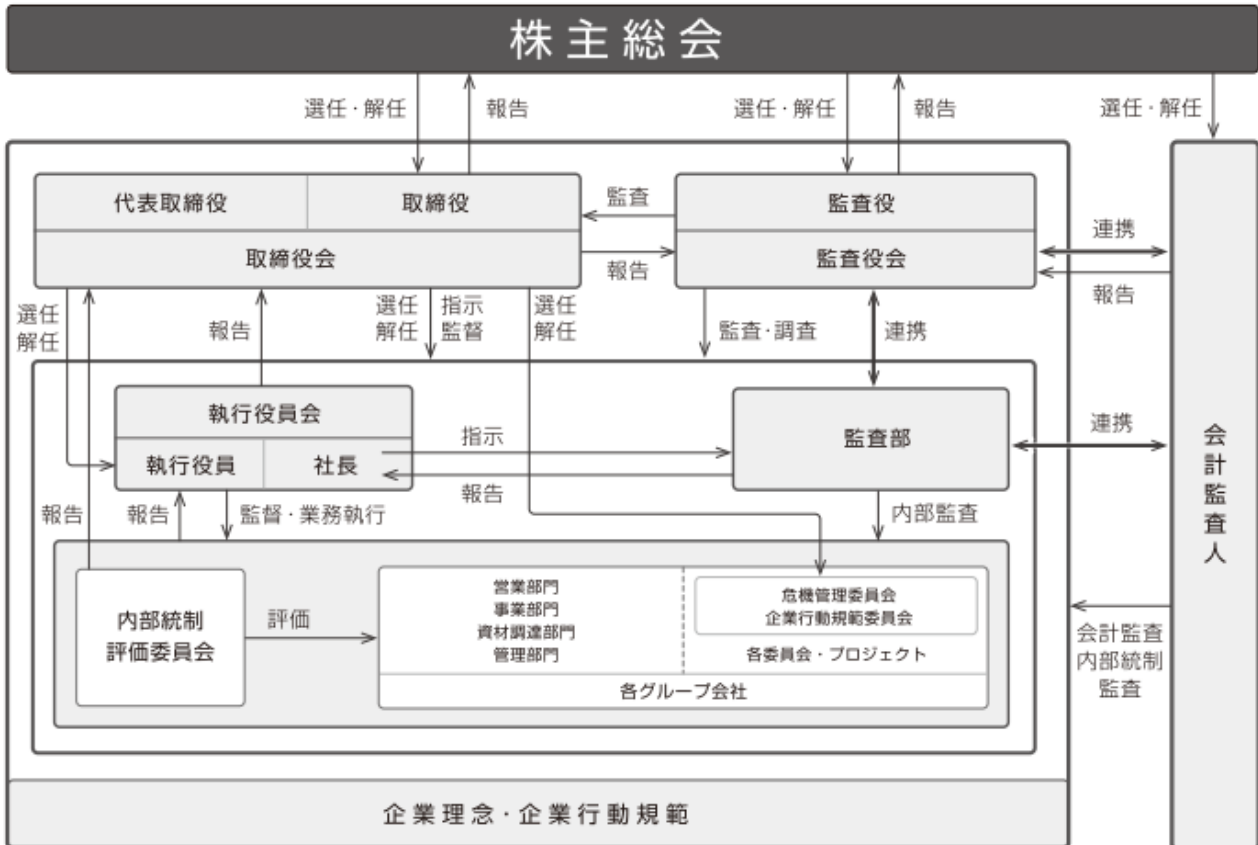 株主総会
選任・解任
報告
選任・解任
報告
選任・解任
代表取締役
取締役
取締役会
監査
報告
監査役
監査役会
連携
報告
選任
解任
報告
選任
解任
指示
監督
選任
解任
監査・調査
連携
執行役員会
執行役員
社長
指示
報告
監査部
連携
会計監査人
報告
報告
監督・業務執行
内部監査
内部統制
評価委員会
評価
営業部門
事業部門
資材調達部門
管理部門
危機管理委員会
企業行動規範委員会
各委員会・プロジェクト
各グループ会社
会計監査
内部統制
監査
企業理念・企業行動規範